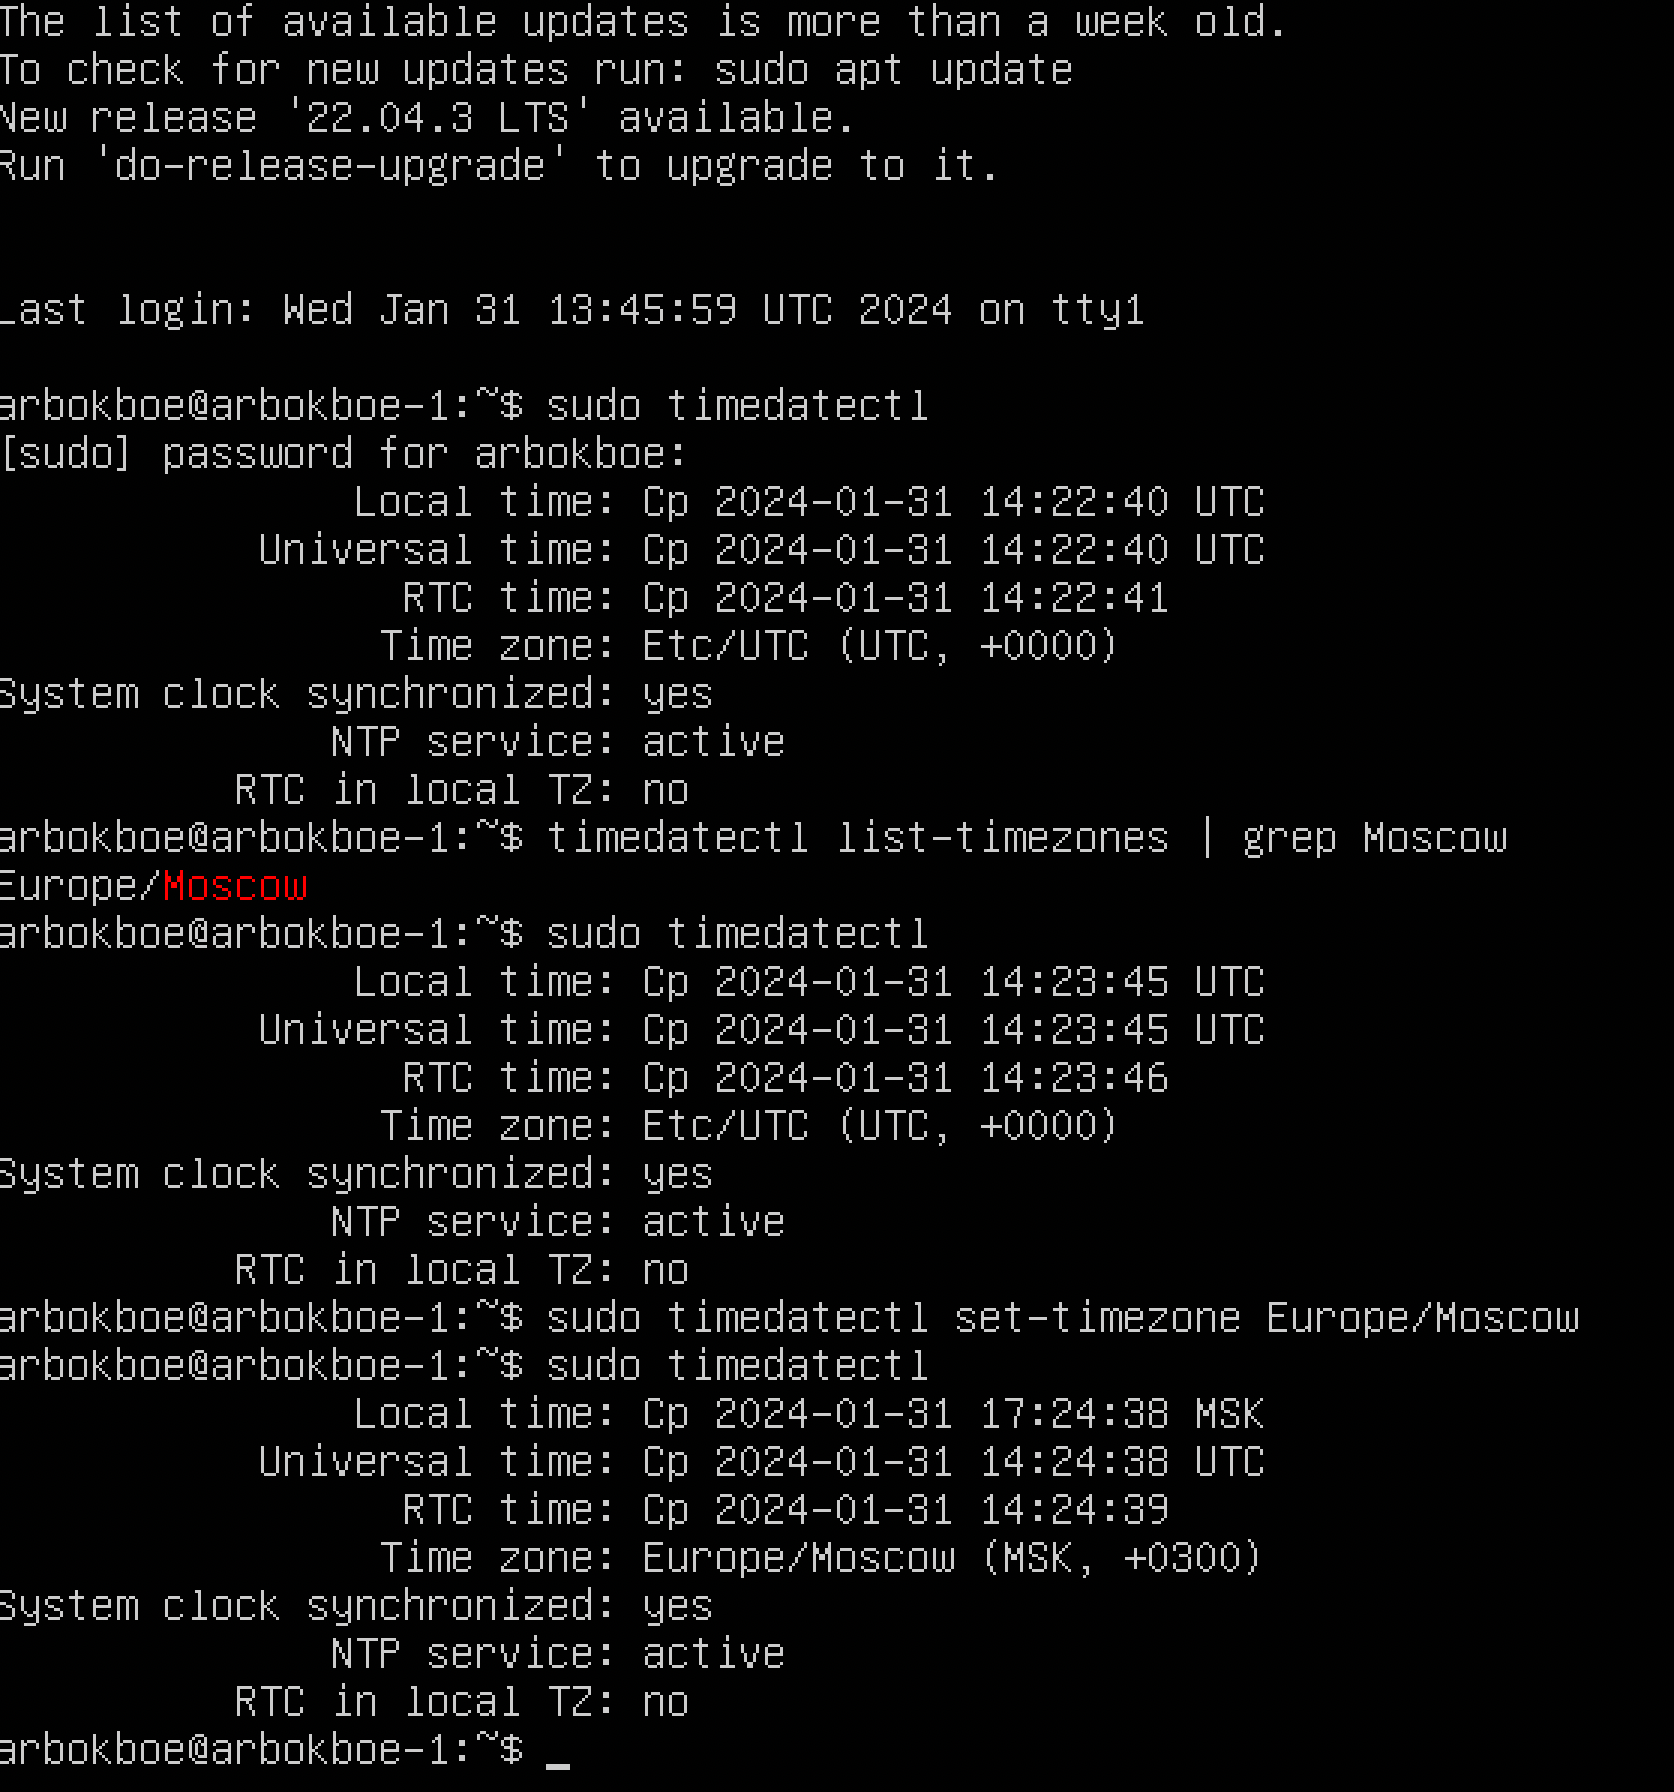 The list of available updates is more than a week old.
To check for new updates run: sudo apt update
New release '22.04.3 LTS' available.
Run 'do-release-upgrade' to upgrade to it.
Last login: Wed Jan 31 13:45:59 UTC 2024 on tty1
arbokboe@arbokboe-1:~$ sudo timedatectl
[sudo] password for arbokboe:
Local time: Ср 2024-01-31 14:22:40 UTC
Universal time: Ср 2024-01-31 14:22:40 UTC
RTC time: Ср 2024-01-31 14:22:41
Time zone: Etc/UTC (UTC, +0000)
System clock synchronized: yes
NTP service: active
RTC in local TZ: no
arbokboe@arbokboe-1:~$ timedatectl list-timezones | grep Moscow
Europe/Moscow
arbokboe@arbokboe-1:~$ sudo timedatectl
Local time: Ср 2024-01-31 14:23:45 UTC
Universal time: Ср 2024-01-31 14:23:45 UTC
RTC time: Ср 2024-01-31 14:23:46
Time zone: Etc/UTC (UTC, +0000)
System clock synchronized: yes
NTP service: active
RTC in local TZ: no
arbokboe@arbokboe-1:~$ sudo timedatectl set-timezone Europe/Moscow
arbokboe@arbokboe-1:~$ sudo timedatectl
Local time: Ср 2024-01-31 17:24:38 MSK
Universal time: Ср 2024-01-31 14:24:38 UTC
RTC time: Ср 2024-01-31 14:24:39
Time zone: Europe/Moscow (MSK, +0300)
System clock synchronized: yes
NTP service: active
RTC in local TZ: no
arbokboe@arbokboe-1:~$ _